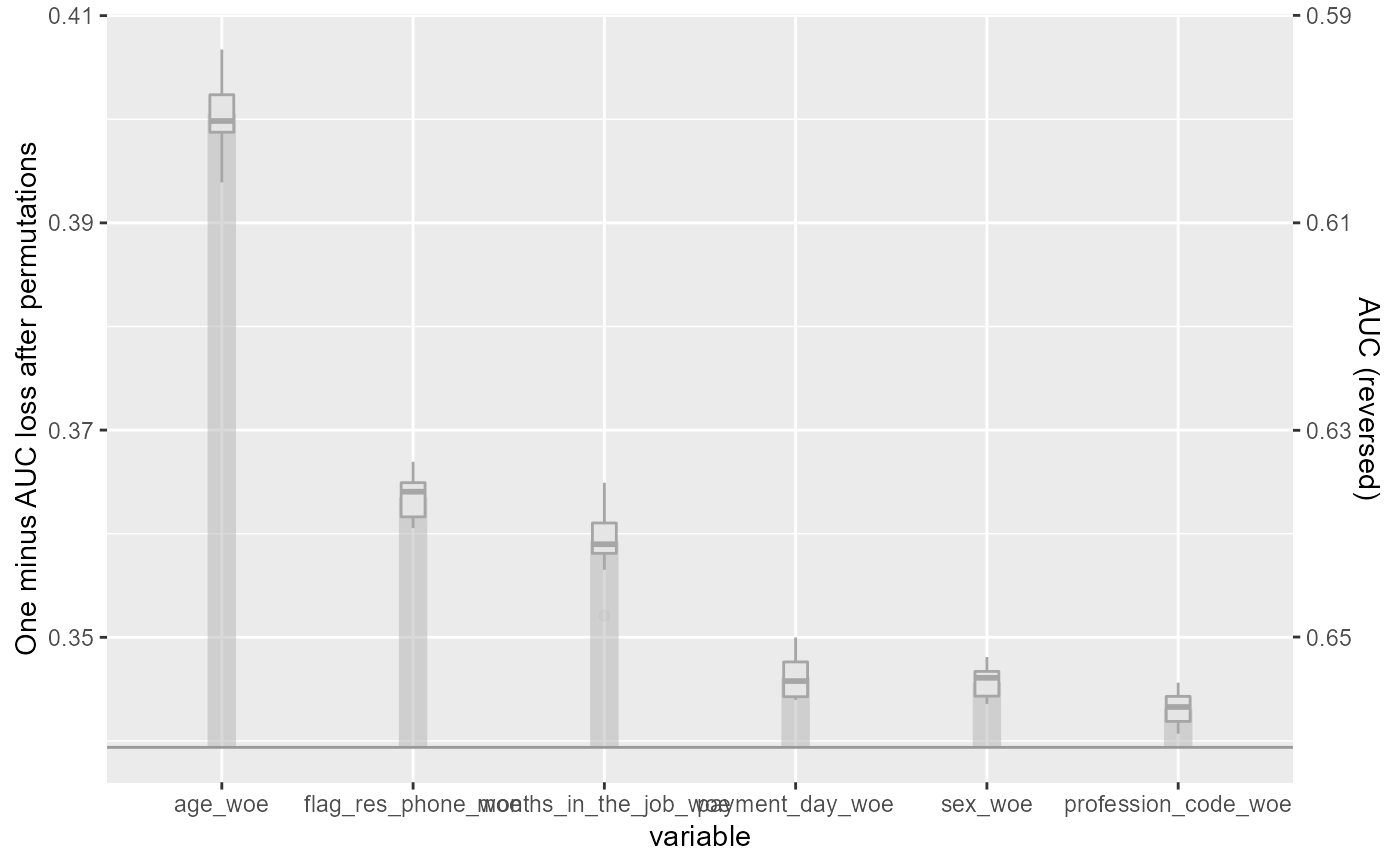 One minus AUC loss after permutations
0.41
0.39
0.37
0.35
0.59
0.61
0.63
0.65
AUC (reversed)
age_woe
flag_res_phone_woe
months_in_the_job_woe
payment_day_woe
sex_woe
profession_code_woe
variable